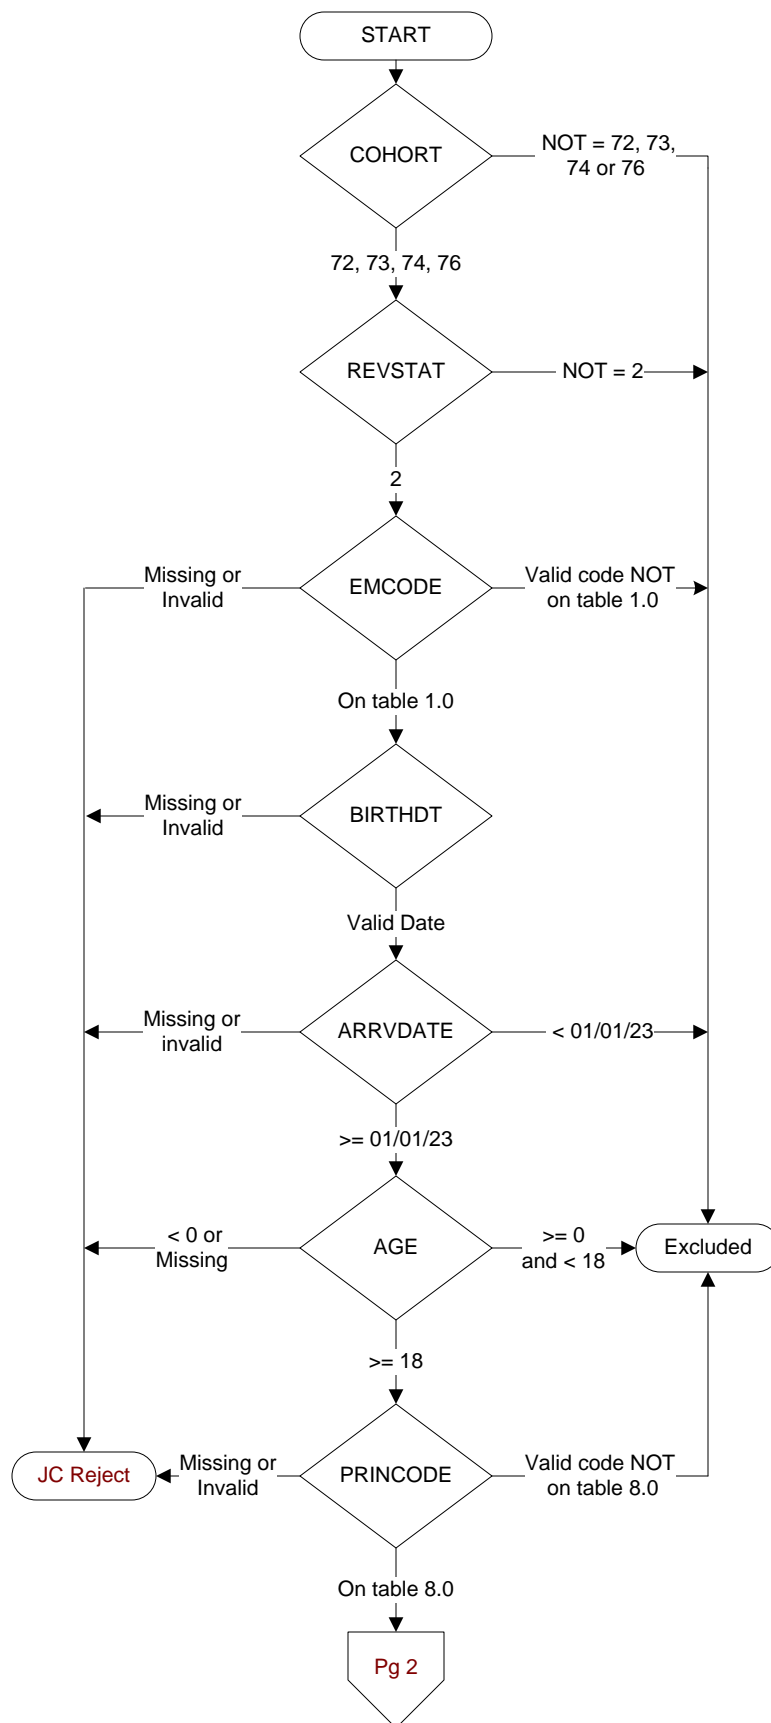 START
COHORT
NOT = 72, 73,
74 or 76
72, 73, 74, 76
REVSTAT
NOT = 2
2
Missing or
Invalid
EMCODE
Valid code NOT
on table 1.0
On table 1.0
Missing or
Invalid
BIRTHDT
Valid Date
Missing or
invalid
ARRVDATE
< 01/01/23
>= 01/01/23
< 0 or
Missing
AGE
>= 0
and < 18
Excluded
>= 18
JC Reject
Missing or
Invalid
PRINCODE
Valid code NOT
on table 8.0
On table 8.0
Pg 2